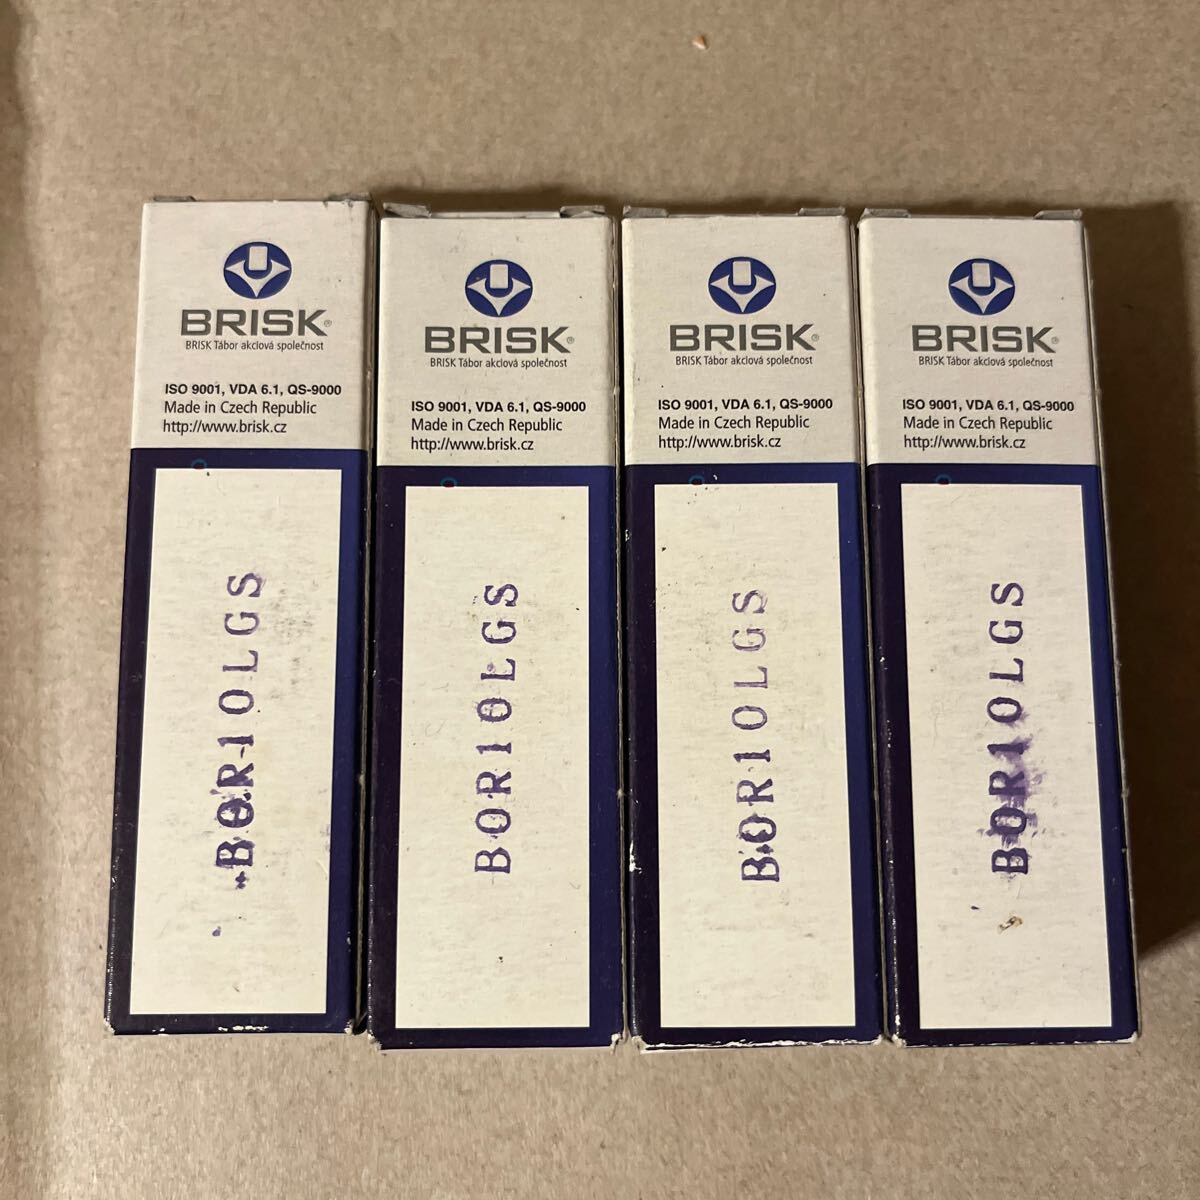 BRISK®
BRISK Tábor akciová společnost
ISO 9001, VDA 6.1, QS-9000
Made in Czech Republic
http://www.brisk.cz
BOR10LGS
BRISK®
BRISK Tábor akciová společnost
ISO 9001, VDA 6.1, QS-9000
Made in Czech Republic
http://www.brisk.cz
BOR10LGS
BRISK®
BRISK Tábor akciová společnost
ISO 9001, VDA 6.1, QS-9000
Made in Czech Republic
http://www.brisk.cz
BOR10LGS
BRISK®
BRISK Tábor akciová společnost
ISO 9001, VDA 6.1, QS-9000
Made in Czech Republic
http://www.brisk.cz
BOR10LGS